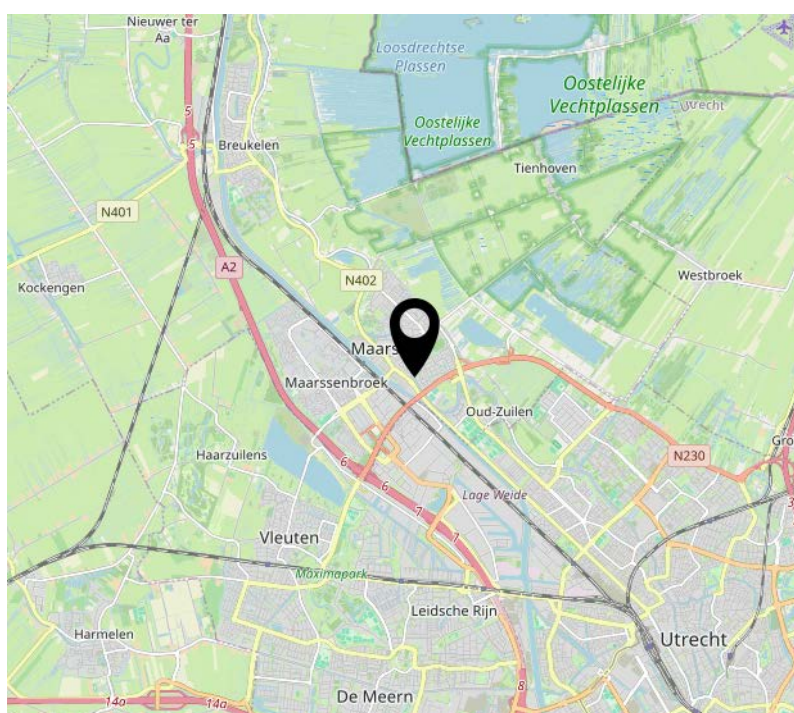 Nieuwer ter
Aa
Loosdrechtse
Plassen
Oostelijke
Vechtplassen
Utrecht
5
Oostelijke
Vechtplassen
5
Breukelen
Tienhoven
N401
A2
Westbroek
N402
Kockengen
Maars
Maarssenbroek
Oud-Zuilen
Gro
Haarzuilens
N230
6
6
Lage Weide
3
7
7
Vleuten
Máximapark
Leidsche Rijn
Harmelen
Utrecht
8
De Meern
14a
14a